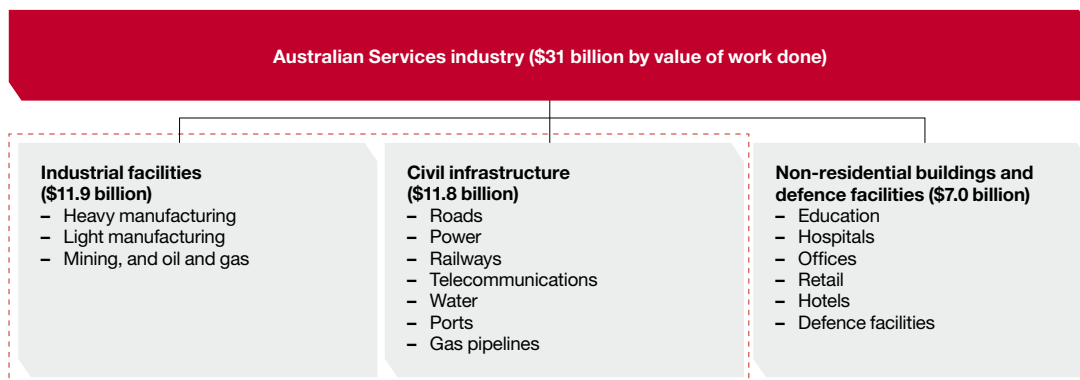 Australian Services industry ($31 billion by value of work done)
Industrial facilities
($11.9 billion)
– Heavy manufacturing
– Light manufacturing
– Mining, and oil and gas
Civil infrastructure
($11.8 billion)
– Roads
– Power
– Railways
– Telecommunications
– Water
– Ports
– Gas pipelines
Non-residential buildings and
defence facilities ($7.0 billion)
– Education
– Hospitals
– Offices
– Retail
– Hotels
– Defence facilities